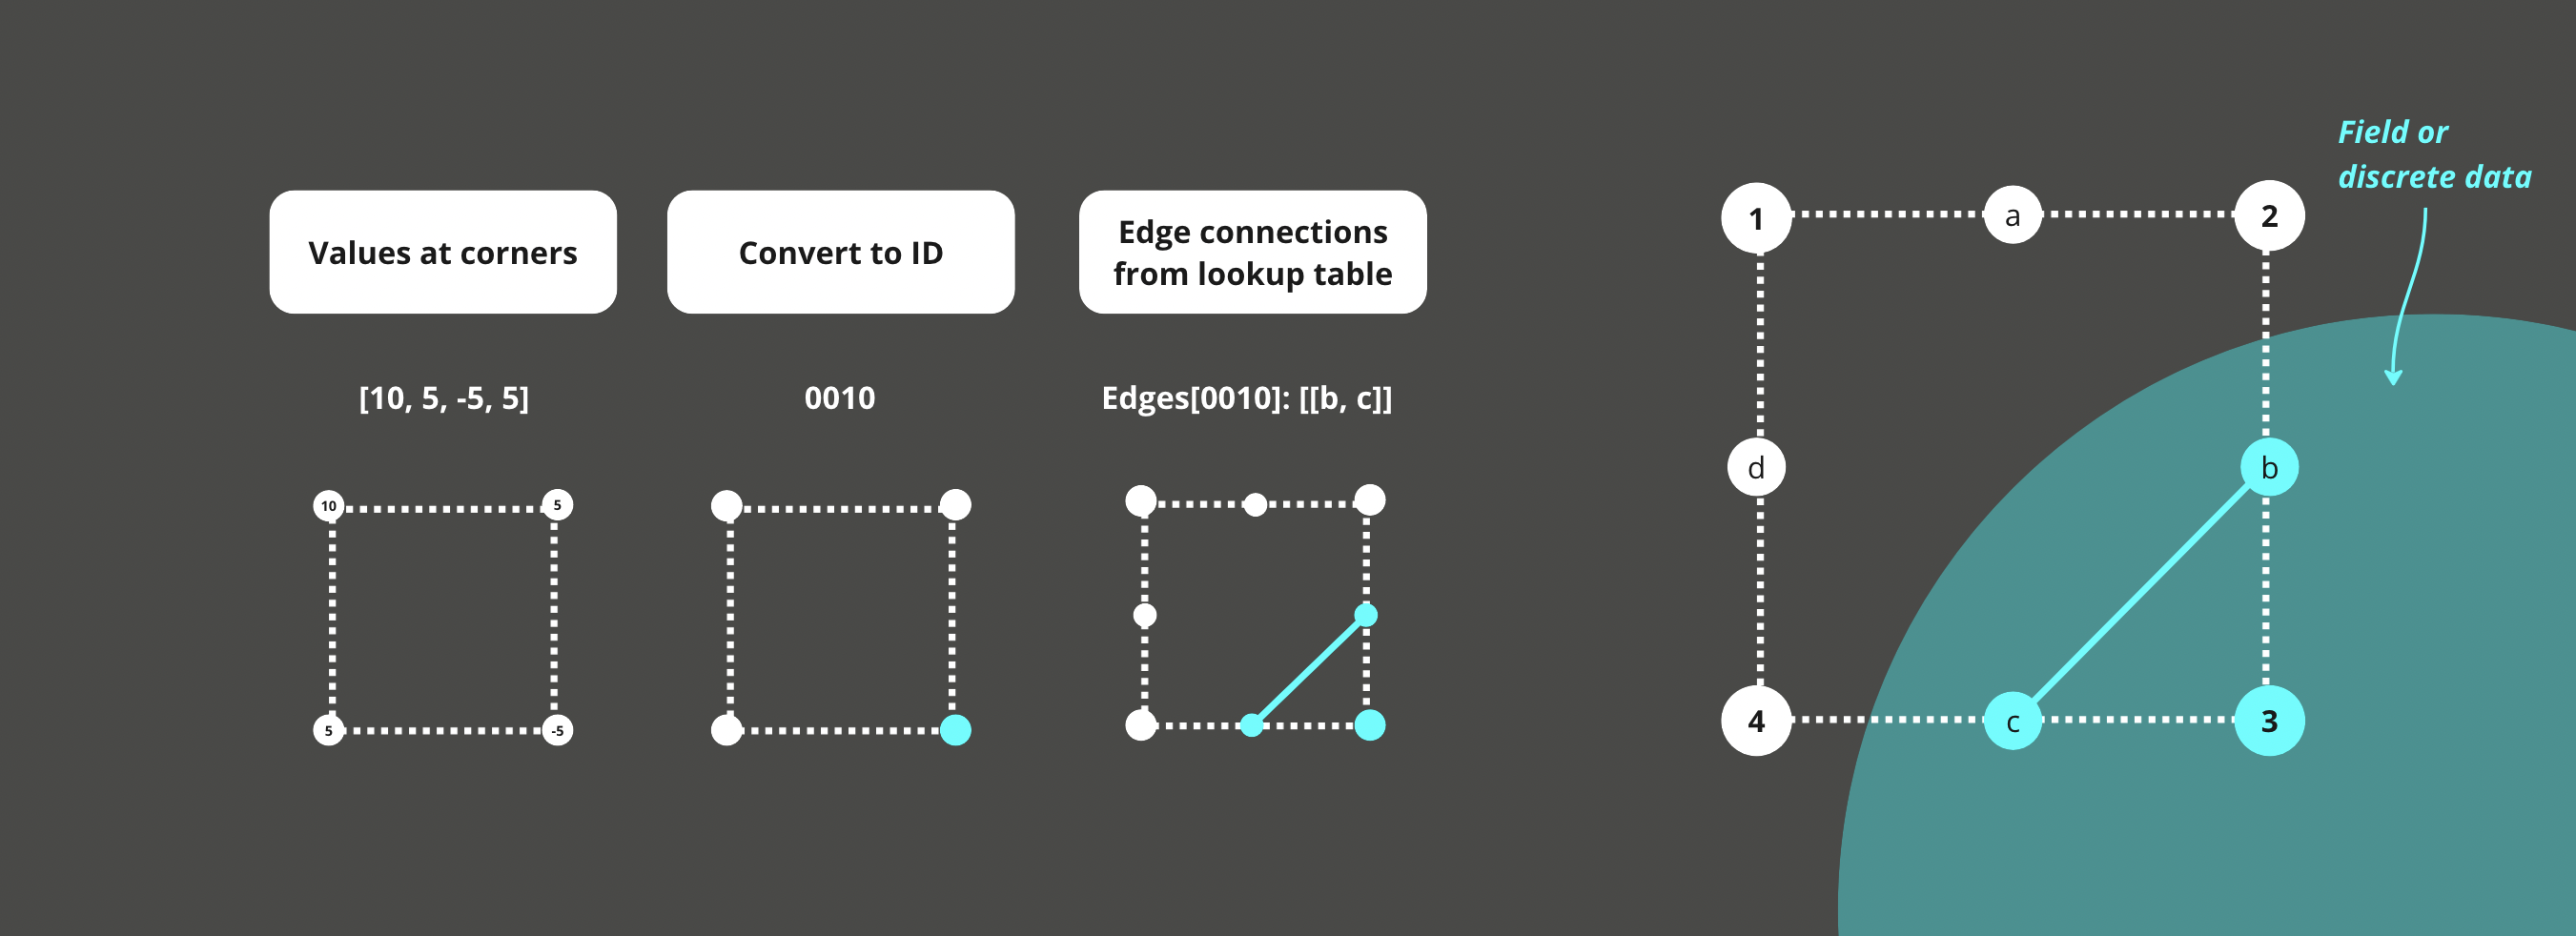 Values at corners
Convert to ID
Edge connections
from lookup table
[10, 5, -5, 5]
0010
Edges[0010]: [[b, c]]
10
5
5
-5
Field or
discrete data
1
a
2
d
b
4
c
3